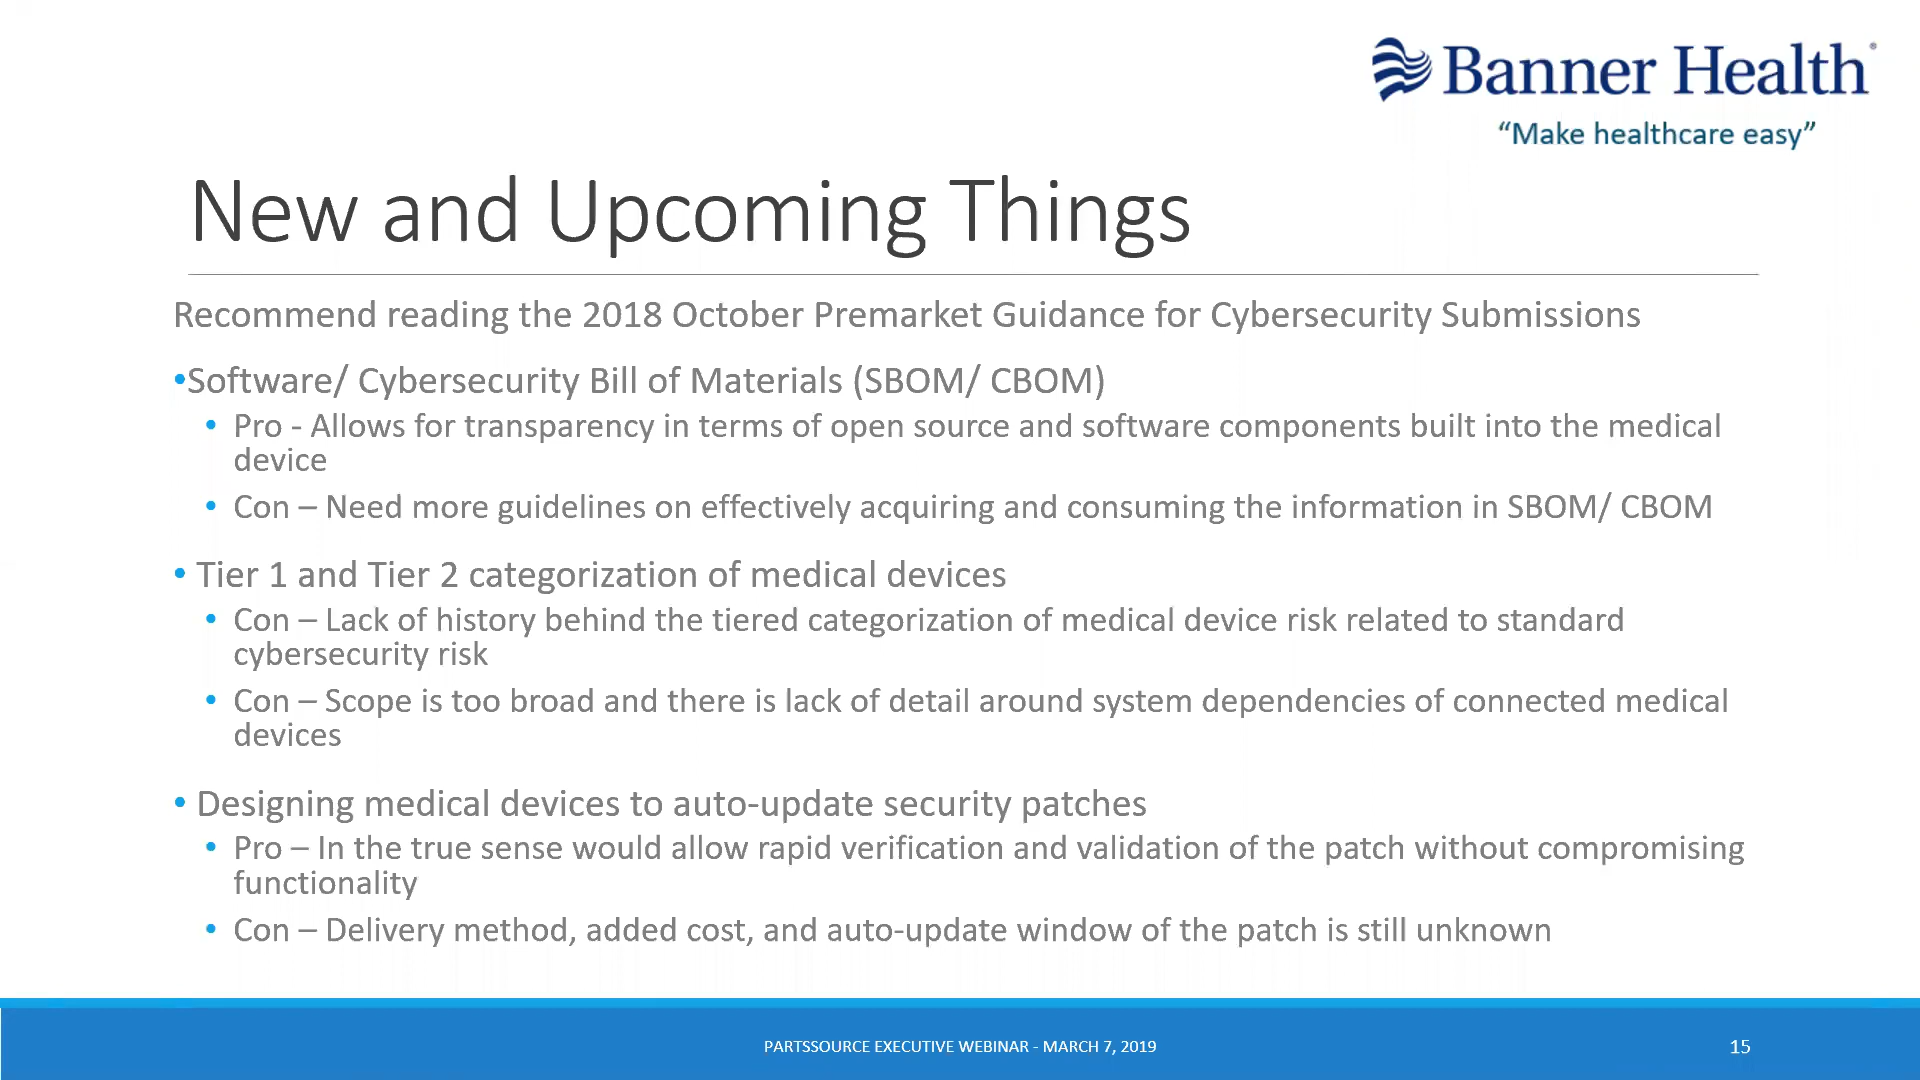 Banner Health®
“Make healthcare easy”
New and Upcoming Things
Recommend reading the 2018 October Premarket Guidance for Cybersecurity Submissions
•Software/ Cybersecurity Bill of Materials (SBOM/ CBOM)
• Pro - Allows for transparency in terms of open source and software components built into the medical
device
• Con – Need more guidelines on effectively acquiring and consuming the information in SBOM/ CBOM
• Tier 1 and Tier 2 categorization of medical devices
• Con – Lack of history behind the tiered categorization of medical device risk related to standard
cybersecurity risk
• Con – Scope is too broad and there is lack of detail around system dependencies of connected medical
devices
• Designing medical devices to auto-update security patches
• Pro – In the true sense would allow rapid verification and validation of the patch without compromising
functionality
• Con – Delivery method, added cost, and auto-update window of the patch is still unknown
PARTSSOURCE EXECUTIVE WEBINAR - MARCH 7, 2019
15